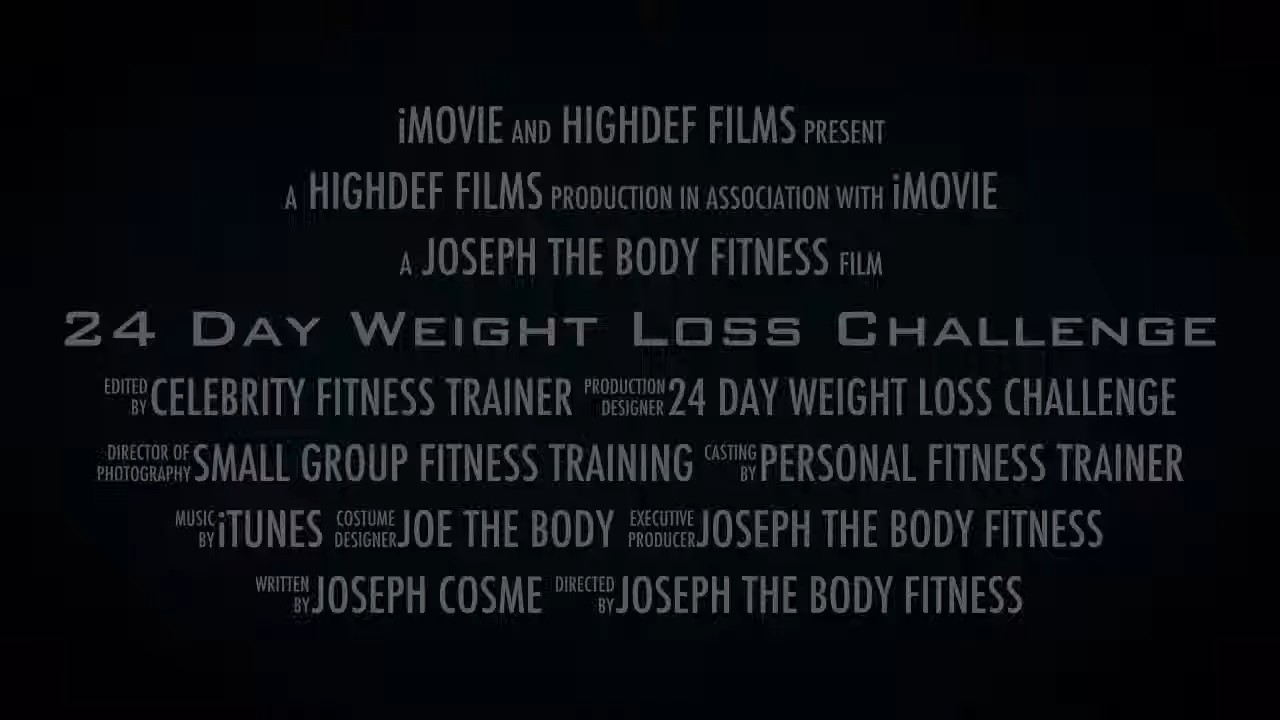 iMOVIE AND HIGHDEF FILMS PRESENT
A HIGHDEF FILMS PRODUCTION IN ASSOCIATION WITH iMOVIE
A JOSEPH THE BODY FITNESS FILM
24 DAY WEIGHT LOSS CHALLENGE
EDITED BY CELEBRITY FITNESS TRAINER PRODUCTION DESIGNER 24 DAY WEIGHT LOSS CHALLENGE
DIRECTOR OF PHOTOGRAPHY SMALL GROUP FITNESS TRAINING CASTING BY PERSONAL FITNESS TRAINER
MUSIC BY iTUNES COSTUME DESIGNER JOE THE BODY EXECUTIVE PRODUCER JOSEPH THE BODY FITNESS
WRITTEN BY JOSEPH COSME DIRECTED BY JOSEPH THE BODY FITNESS